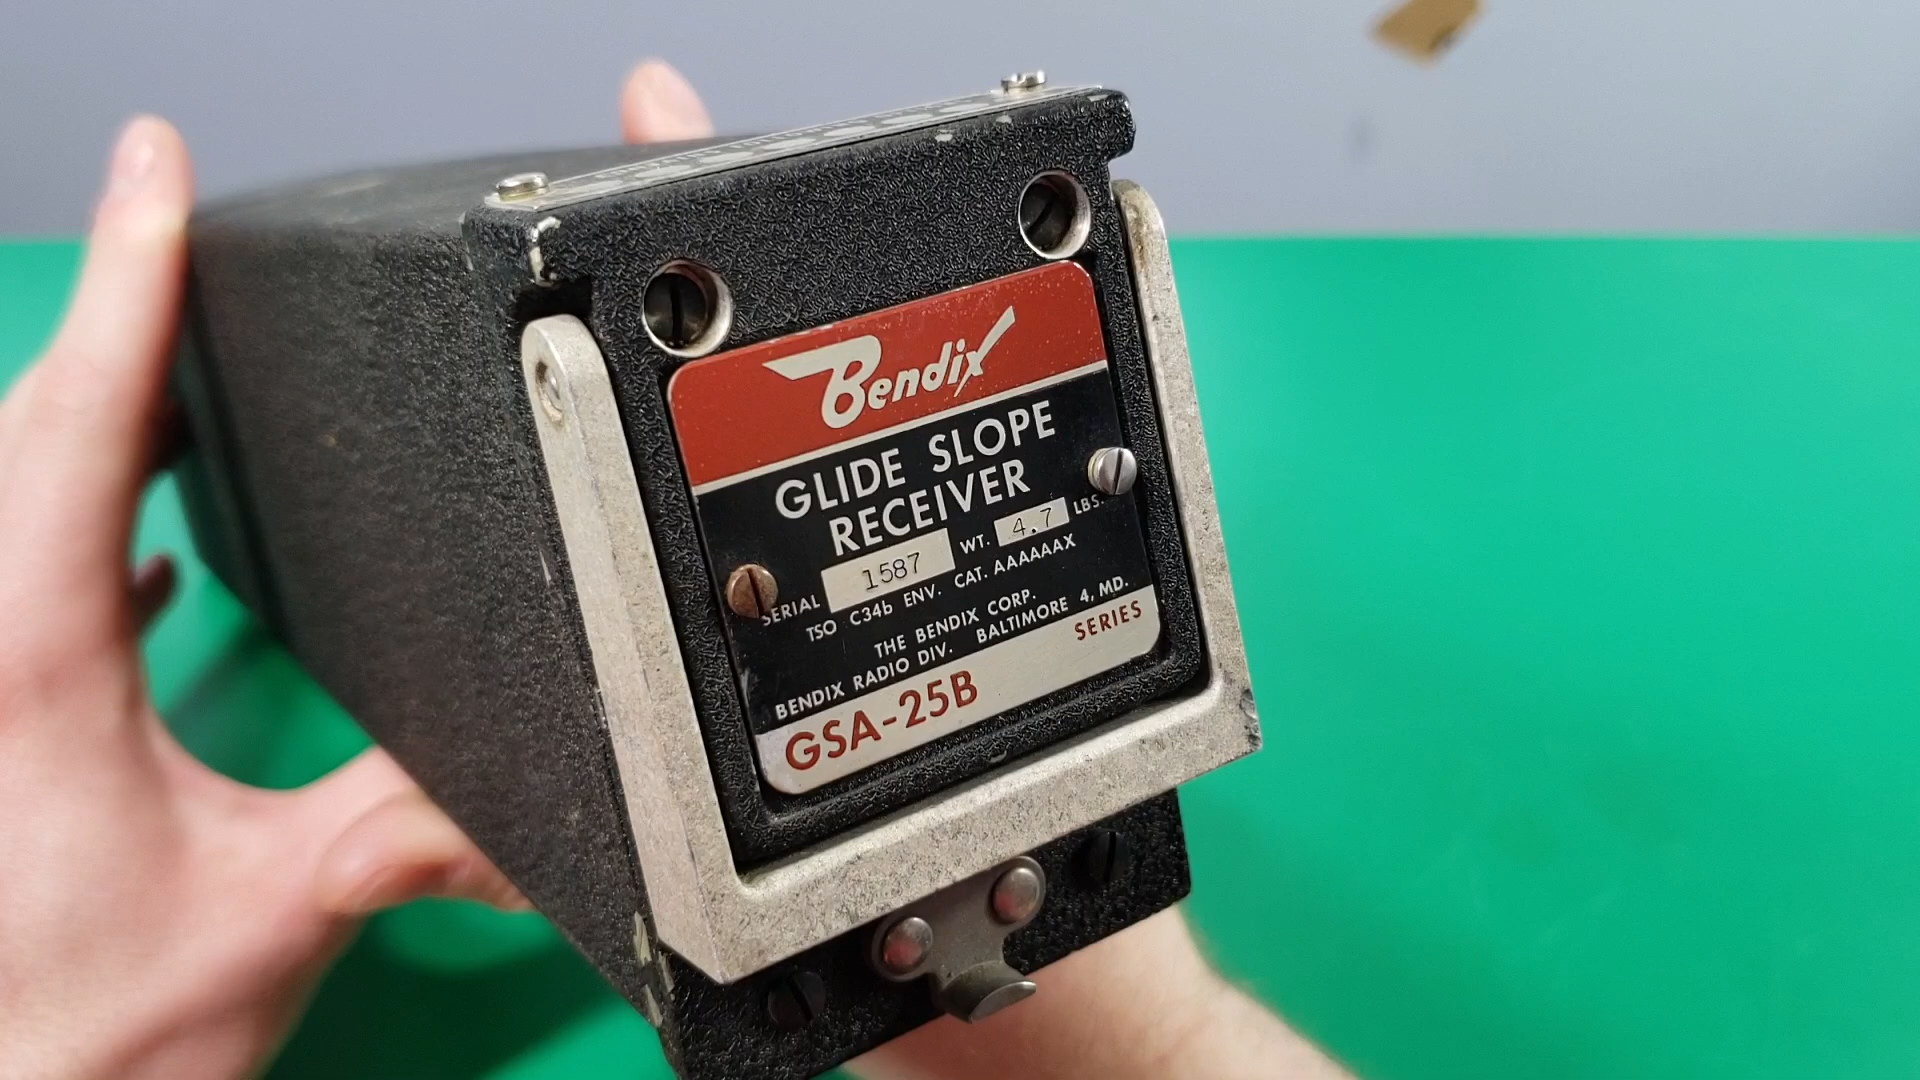 Bendix
GLIDE SLOPE
RECEIVER
SERIAL 1587 WT. 4.7 LBS.
TSO C34b ENV. CAT. AAAAAAX
THE BENDIX CORP.
BENDIX RADIO DIV. BALTIMORE 4, MD.
GSA-25B SERIES